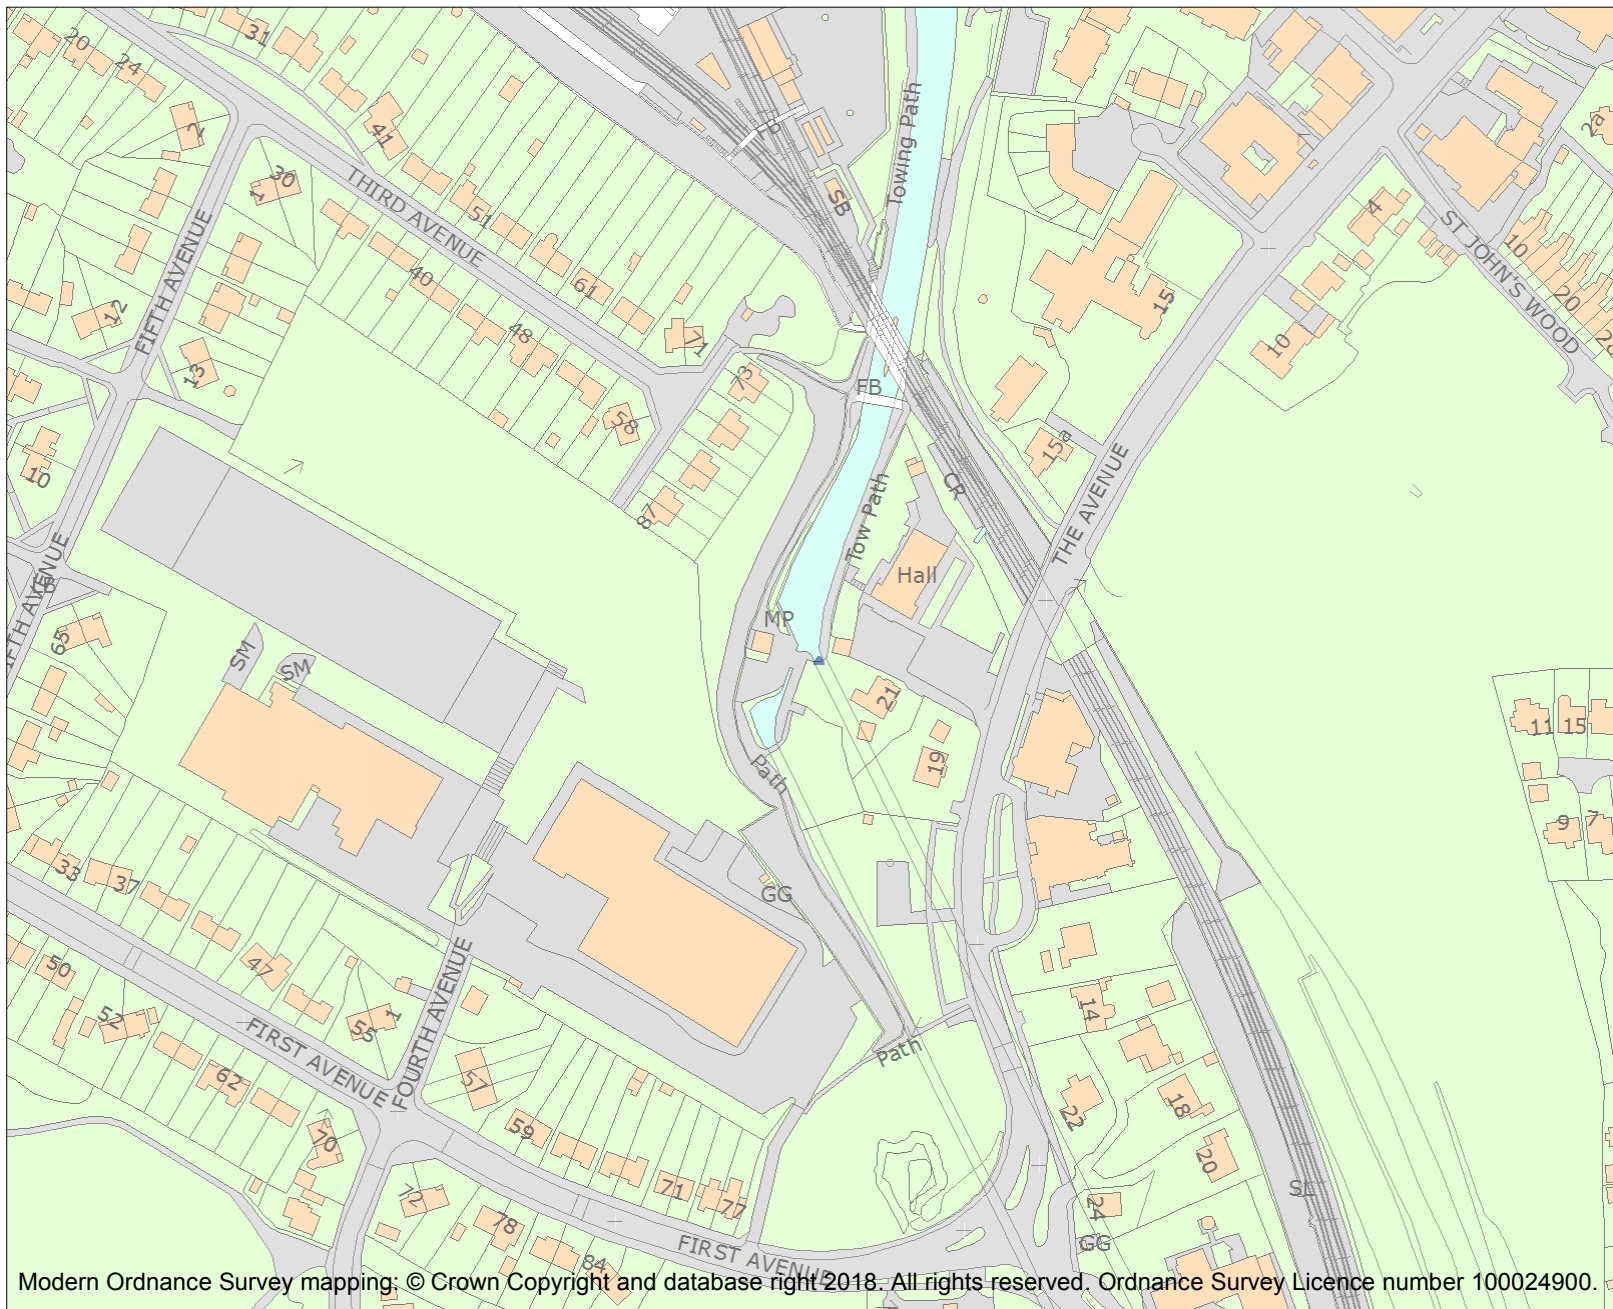 20
24
31
41
2
1
30
THIRD AVENUE
51
40
61
48
71
FIFTH AVENUE
12
13
58
73
87
10
FB
SB
Towing Path
FB
Tow Path
CR
Hall
MP
15
15a
THE AVENUE
4
10
2a
ST JOHN'S WOOD
10
20
FIFTH AVENUE
65
SM
SM
21
19
Path
11
15
9
7
33
37
GG
47
50
52
55
1
FIRST AVENUE
FOURTH AVENUE
62
70
57
59
71
77
72
78
84
FIRST AVENUE
Path
14
22
18
20
24
GG
SL
Modern Ordnance Survey mapping: © Crown Copyright and database right 2018. All rights reserved. Ordnance Survey Licence number 100024900.